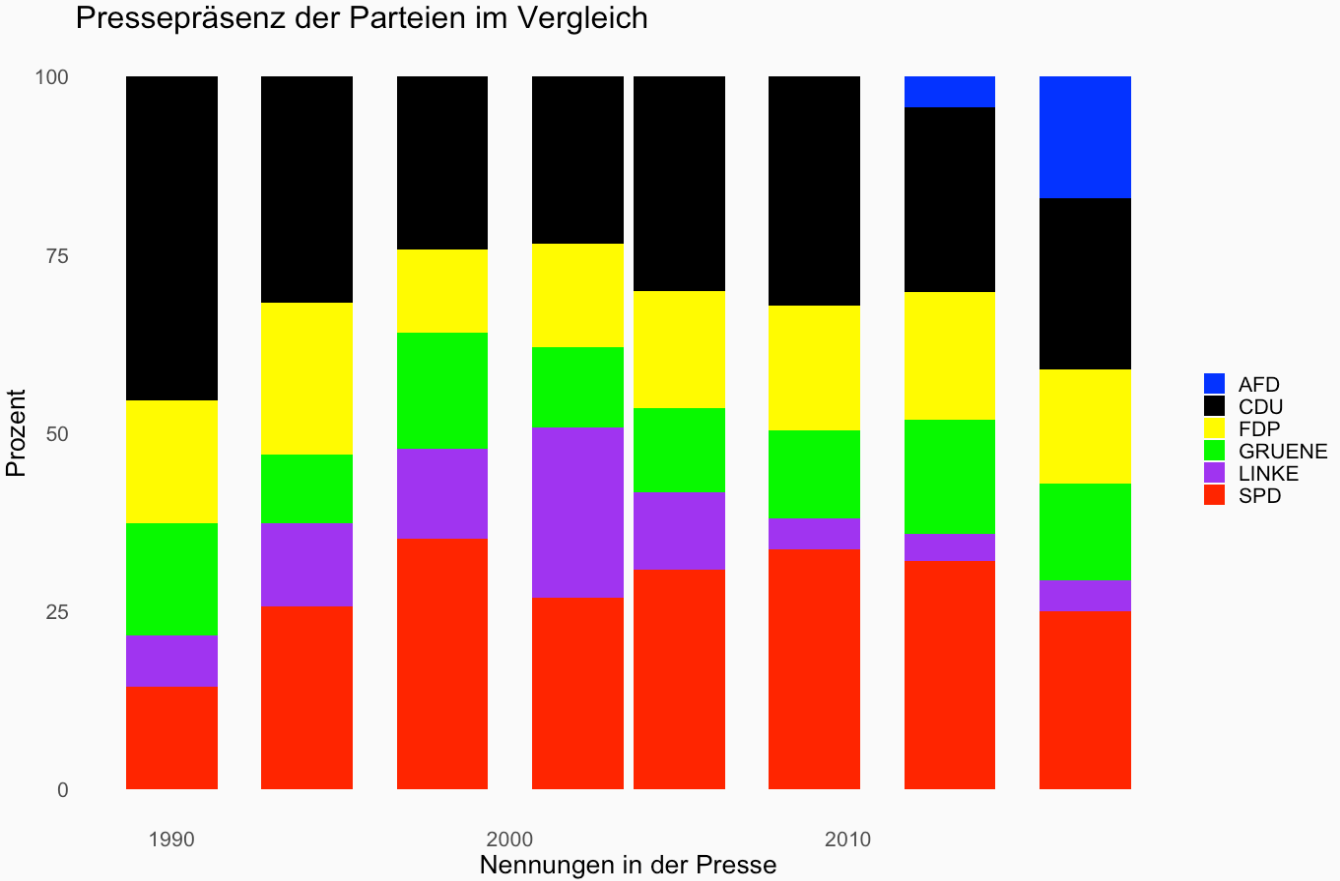 Pressepräsenz der Parteien im Vergleich
100
75
50
25
0
Prozent
1990
2000
2010
Nennungen in der Presse
AFD
CDU
FDP
GRUENE
LINKE
SPD